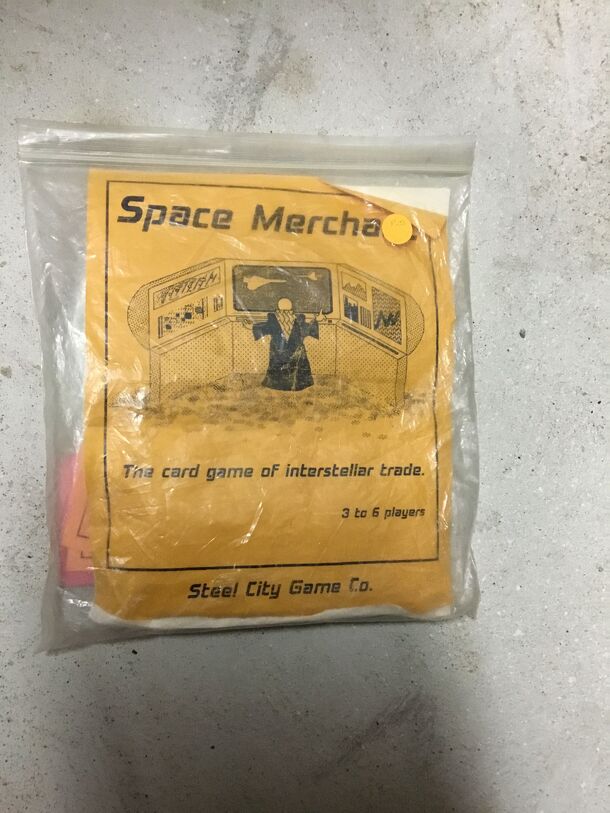 Space Mercha
The card game of interstellar trade.
3 to 6 players
Steel City Game Co.